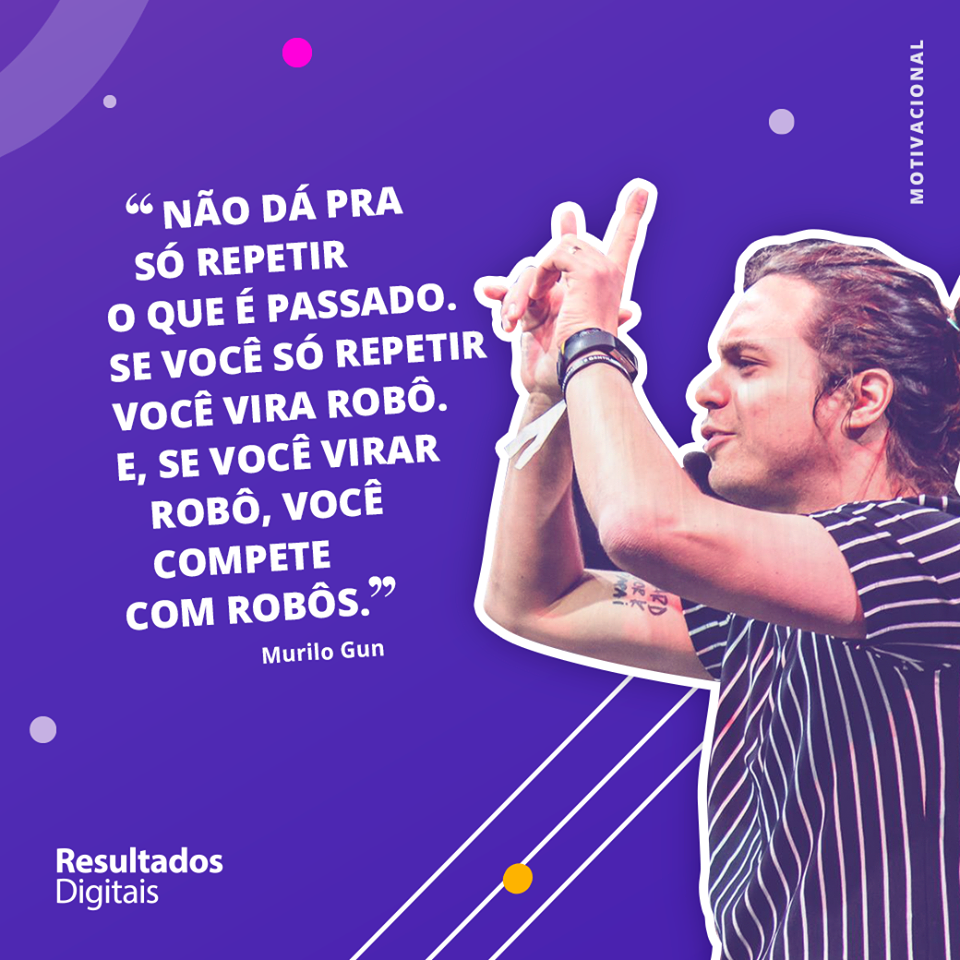 MOTIVACIONAL
“ NÃO DÁ PRA
SÓ REPETIR
O QUE É PASSADO.
SE VOCÊ SÓ REPETIR
VOCÊ VIRA ROBÔ.
E, SE VOCÊ VIRAR
ROBÔ, VOCÊ
COMPETE
COM ROBÔS.”
Murilo Gun
Resultados
Digitais